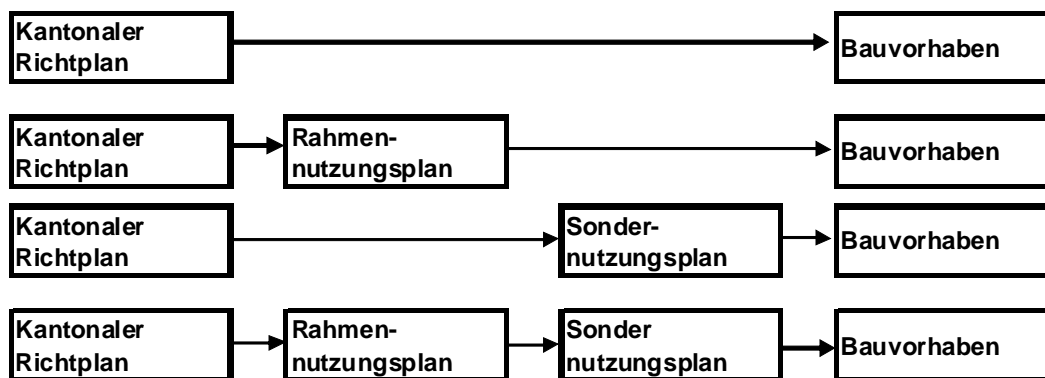 Kantonaler
Richtplan
Bauvorhaben
Kantonaler
Richtplan
Rahmen-
nutzungsplan
Bauvorhaben
Kantonaler
Richtplan
Sonder-
nutzungsplan
Bauvorhaben
Kantonaler
Richtplan
Rahmen-
nutzungsplan
Sonder
nutzungsplan
Bauvorhaben